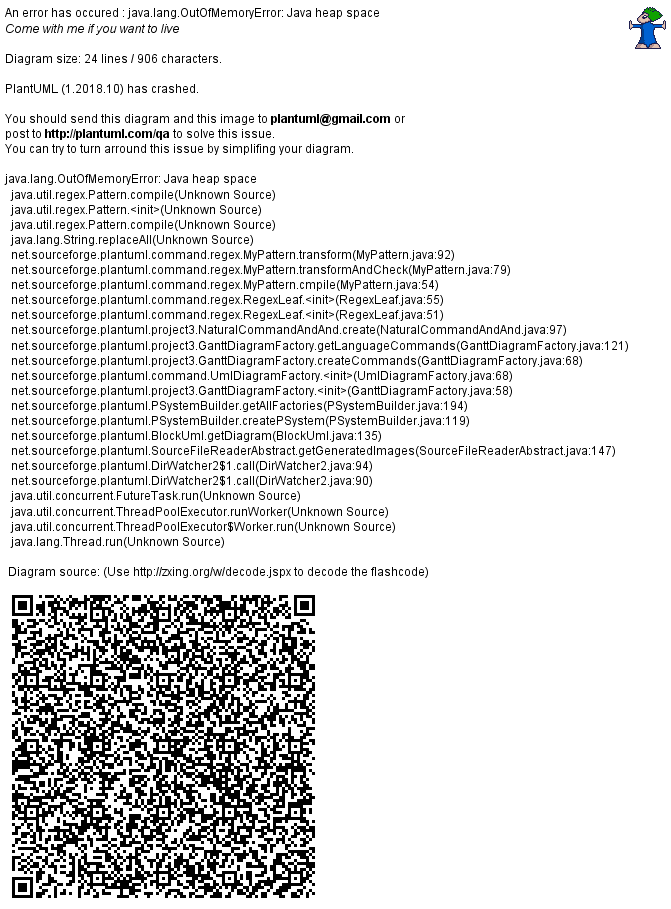 An error has occured : java.lang.OutOfMemoryError: Java heap space
Come with me if you want to live
Diagram size: 24 lines / 906 characters.
PlantUML (1.2018.10) has crashed.
You should send this diagram and this image to plantuml@gmail.com or
post to http://plantuml.com/qa to solve this issue.
You can try to turn arround this issue by simplifing your diagram.
java.lang.OutOfMemoryError: Java heap space
java.util.regex.Pattern.compile(Unknown Source)
java.util.regex.Pattern.<init>(Unknown Source)
java.util.regex.Pattern.compile(Unknown Source)
java.lang.String.replaceAll(Unknown Source)
net.sourceforge.plantuml.command.regex.MyPattern.transform(MyPattern.java:92)
net.sourceforge.plantuml.command.regex.MyPattern.transformAndCheck(MyPattern.java:79)
net.sourceforge.plantuml.command.regex.MyPattern.cmpile(MyPattern.java:54)
net.sourceforge.plantuml.command.regex.RegexLeaf.<init>(RegexLeaf.java:55)
net.sourceforge.plantuml.command.regex.RegexLeaf.<init>(RegexLeaf.java:51)
net.sourceforge.plantuml.project3.NaturalCommandAndAnd.create(NaturalCommandAndAnd.java:97)
net.sourceforge.plantuml.project3.GanttDiagramFactory.getLanguageCommands(GanttDiagramFactory.java:121)
net.sourceforge.plantuml.project3.GanttDiagramFactory.createCommands(GanttDiagramFactory.java:68)
net.sourceforge.plantuml.command.UmlDiagramFactory.<init>(UmlDiagramFactory.java:68)
net.sourceforge.plantuml.project3.GanttDiagramFactory.<init>(GanttDiagramFactory.java:58)
net.sourceforge.plantuml.PSystemBuilder.getAllFactories(PSystemBuilder.java:194)
net.sourceforge.plantuml.PSystemBuilder.createPSystem(PSystemBuilder.java:119)
net.sourceforge.plantuml.BlockUml.getDiagram(BlockUml.java:135)
net.sourceforge.plantuml.SourceFileReaderAbstract.getGeneratedImages(SourceFileReaderAbstract.java:147)
net.sourceforge.plantuml.DirWatcher2$1.call(DirWatcher2.java:94)
net.sourceforge.plantuml.DirWatcher2$1.call(DirWatcher2.java:90)
java.util.concurrent.FutureTask.run(Unknown Source)
java.util.concurrent.ThreadPoolExecutor.runWorker(Unknown Source)
java.util.concurrent.ThreadPoolExecutor$Worker.run(Unknown Source)
java.lang.Thread.run(Unknown Source)
Diagram source: (Use http://zxing.org/w/decode.jspx to decode the flashcode)